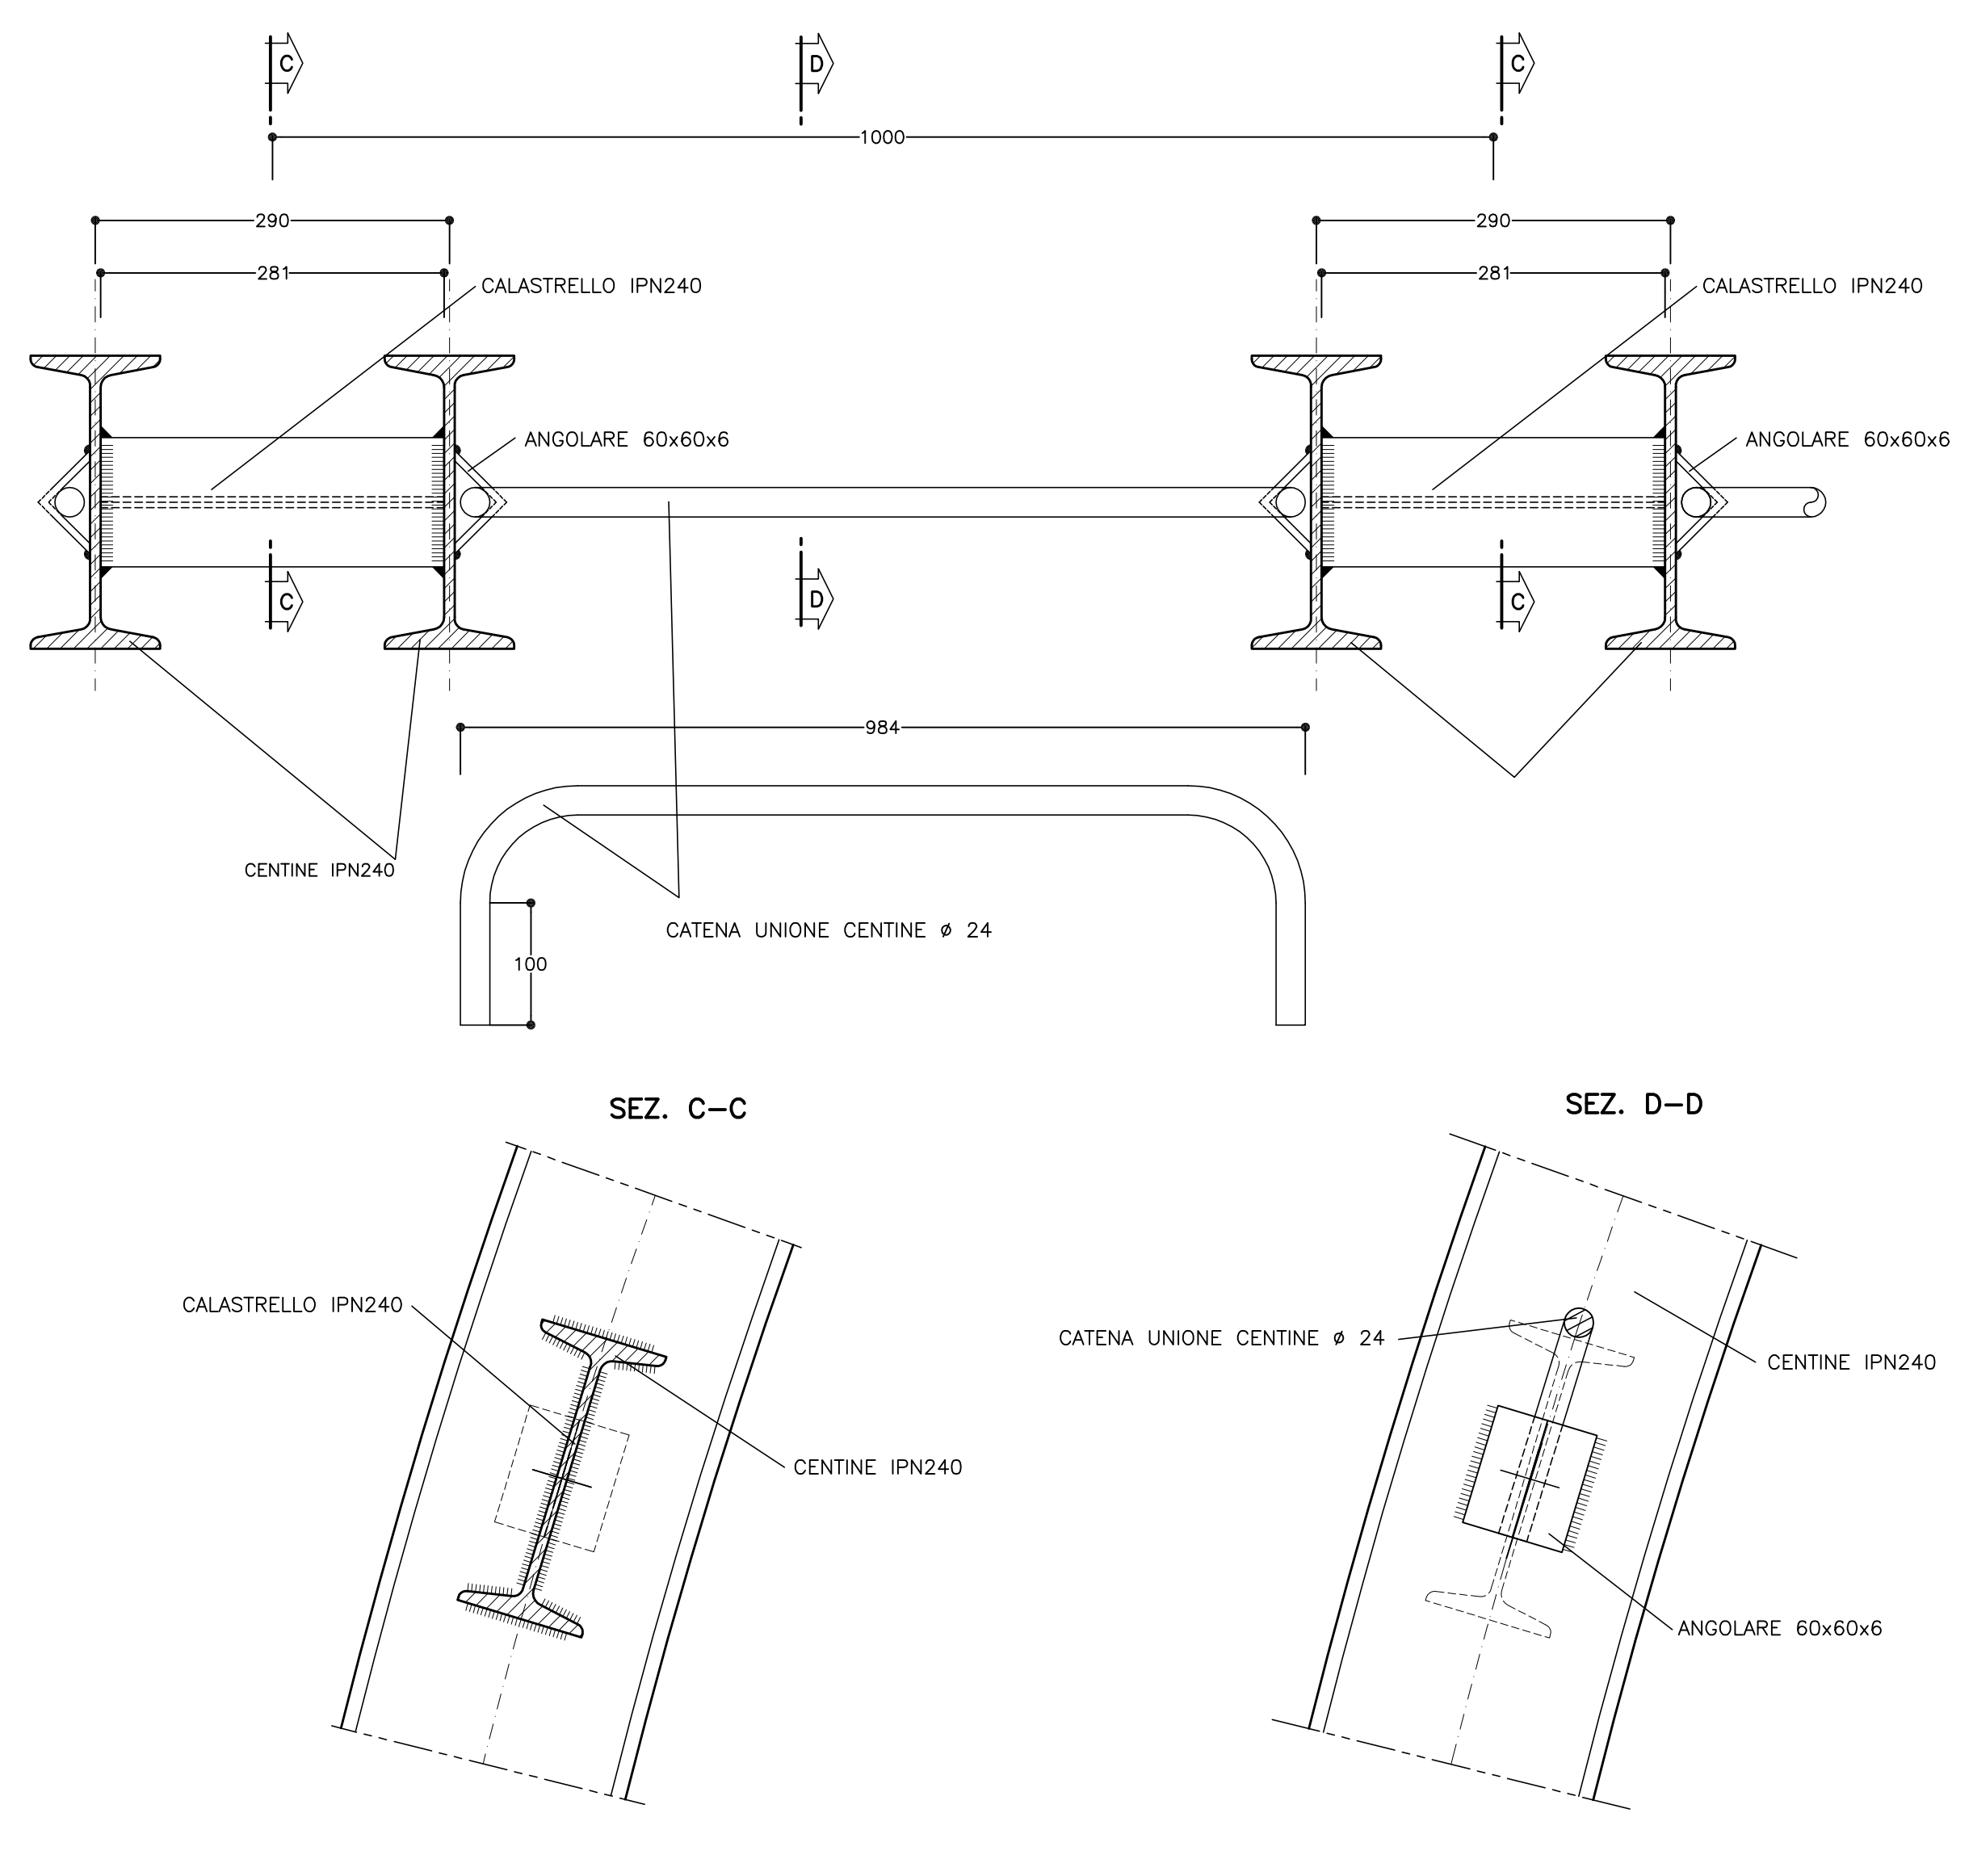 C D C
1000
290 290
281 281
CALASTRELLO IPN240 CALASTRELLO IPN240
ANGOLARE 60x60x6 ANGOLARE 60x60x6
C D C
984
CENTINE IPN240
CATENA UNIONE CENTINE Ø 24
100
SEZ. C-C
CALASTRELLO IPN240
CENTINE IPN240
SEZ. D-D
CATENA UNIONE CENTINE Ø 24
CENTINE IPN240
ANGOLARE 60x60x6